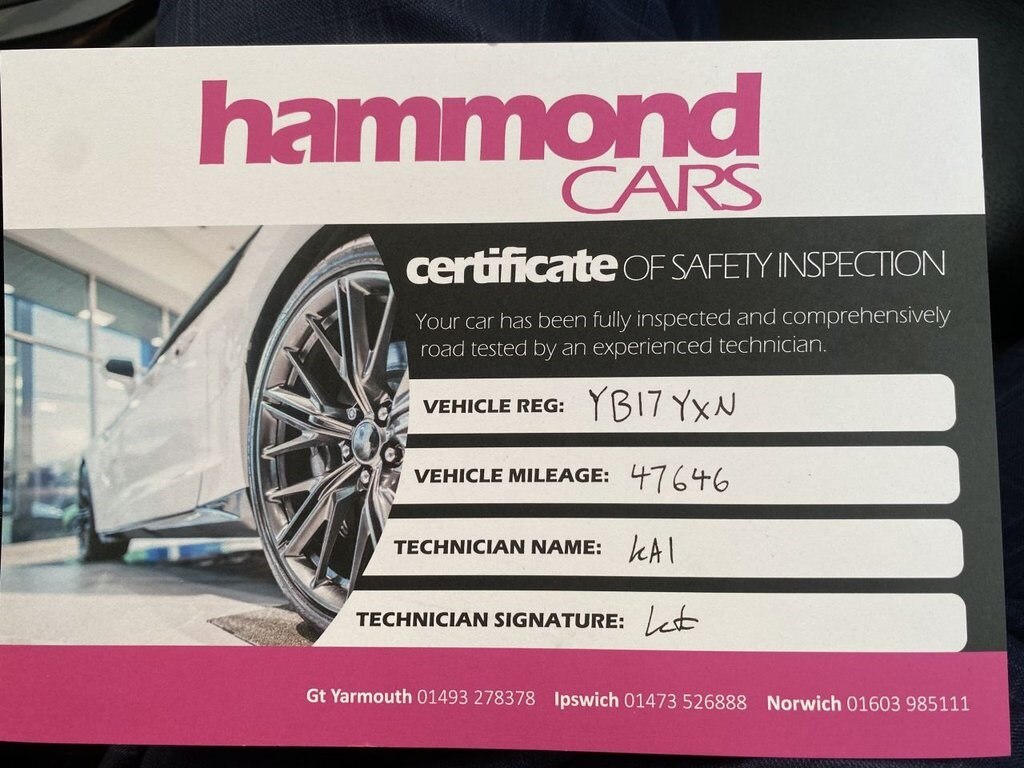 hammond
CARS
certificate OF SAFETY INSPECTION
Your car has been fully inspected and comprehensively
road tested by an experienced technician.
VEHICLE REG: YB17 YXN
VEHICLE MILEAGE: 47646
TECHNICIAN NAME: KAI
TECHNICIAN SIGNATURE:
Gt Yarmouth 01493 278378 Ipswich 01473 526888 Norwich 01603 985111